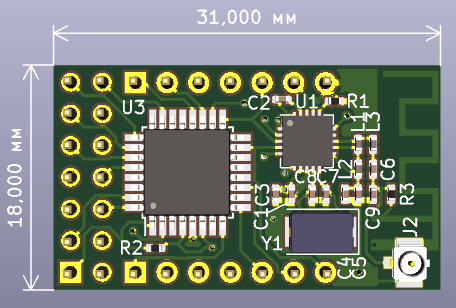 31,000 мм
18,000 мм
U3
C2
U1
R1
L1
L3
L2
C6
R3
C8
C7
C3
C1
C9
J2
Y1
R2
C4
C5